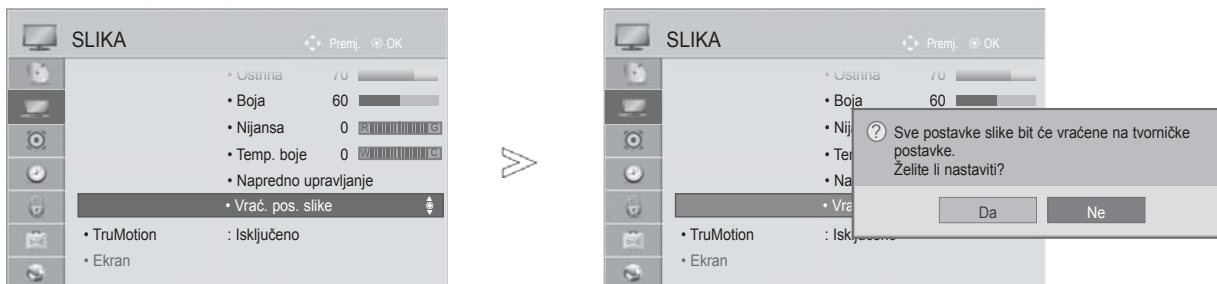 SLIKA
Premj. OK
• Oštrina 70
• Boja 60
• Nijansa 0 R G
• Temp. boje 0 W C
• Napredno upravljanje
• Vrać. pos. slike
• TruMotion : Isključeno
• Ekran
SLIKA
Premj. OK
• Oštrina 70
• Boja 60
• Nij
• Te
• Na
• Vra
• TruMotion : Isključeno
• Ekran
? Sve postavke slike bit će vraćene na tvorničke
postavke.
Želite li nastaviti?
Da Ne